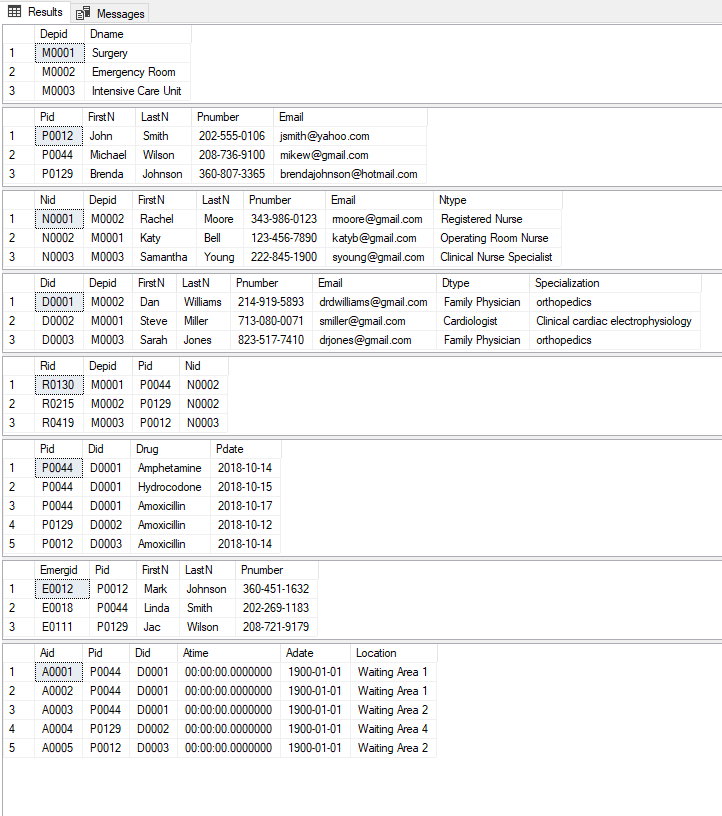 Results Messages
Depid Dname
1 M0001 Surgery
2 M0002 Emergency Room
3 M0003 Intensive Care Unit
Pid FirstN LastN Pnumber Email
1 P0012 John Smith 202-555-0106 jsmith@yahoo.com
2 P0044 Michael Wilson 208-736-9100 mikew@gmail.com
3 P0129 Brenda Johnson 360-807-3365 brendajohnson@hotmail.com
Nid Depid FirstN LastN Pnumber Email Ntype
1 N0001 M0002 Rachel Moore 343-986-0123 rmoore@gmail.com Registered Nurse
2 N0002 M0001 Katy Bell 123-456-7890 katyb@gmail.com Operating Room Nurse
3 N0003 M0003 Samantha Young 222-845-1900 syoung@gmail.com Clinical Nurse Specialist
Did Depid FirstN LastN Pnumber Email Dtype Specialization
1 D0001 M0002 Dan Williams 214-919-5893 drdwilliams@gmail.com Family Physician orthopedics
2 D0002 M0001 Steve Miller 713-080-0071 smiller@gmail.com Cardiologist Clinical cardiac electrophysiology
3 D0003 M0003 Sarah Jones 823-517-7410 drjones@gmail.com Family Physician orthopedics
Rid Depid Pid Nid
1 R0130 M0001 P0044 N0002
2 R0215 M0002 P0129 N0002
3 R0419 M0003 P0012 N0003
Pid Did Drug Pdate
1 P0044 D0001 Amphetamine 2018-10-14
2 P0044 D0001 Hydrocodone 2018-10-15
3 P0044 D0001 Amoxicillin 2018-10-17
4 P0129 D0002 Amoxicillin 2018-10-12
5 P0012 D0003 Amoxicillin 2018-10-14
Emergid Pid FirstN LastN Pnumber
1 E0012 P0012 Mark Johnson 360-451-1632
2 E0018 P0044 Linda Smith 202-269-1183
3 E0111 P0129 Jac Wilson 208-721-9179
Aid Pid Did Atime Adate Location
1 A0001 P0044 D0001 00:00:00.0000000 1900-01-01 Waiting Area 1
2 A0002 P0044 D0001 00:00:00.0000000 1900-01-01 Waiting Area 1
3 A0003 P0044 D0001 00:00:00.0000000 1900-01-01 Waiting Area 2
4 A0004 P0129 D0002 00:00:00.0000000 1900-01-01 Waiting Area 4
5 A0005 P0012 D0003 00:00:00.0000000 1900-01-01 Waiting Area 2